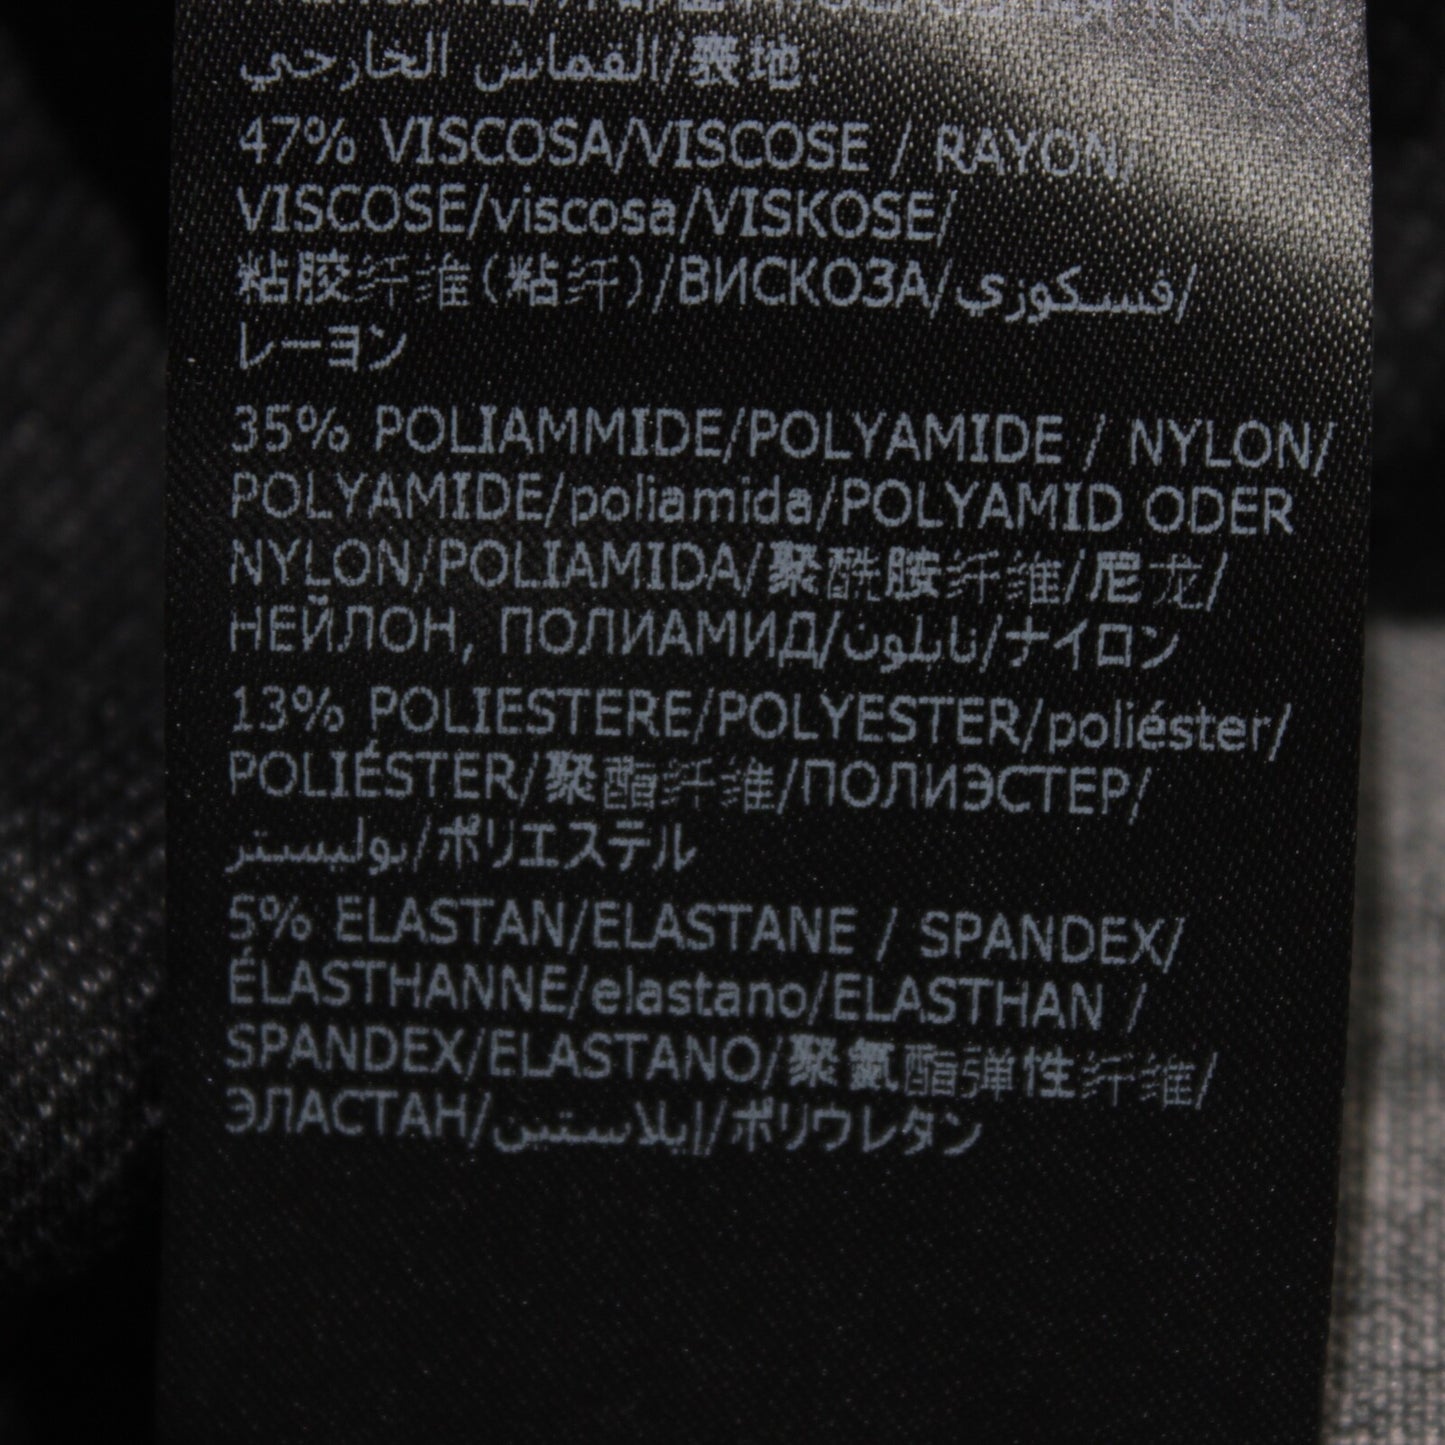 القماش الخارجي/表地
47% VISCOSA/VISCOSE / RAYON/
VISCOSE/viscosa/VISKOSE/
粘胶纤维(粘纤)/ВИСКОЗА/فسكوزي/
レーヨン
35% POLIAMMIDE/POLYAMIDE / NYLON/
POLYAMIDE/poliamida/POLYAMID ODER
NYLON/POLIAMIDA/聚酰胺纤维/尼龙/
НЕЙЛОН, ПОЛИАМИД/نايلون/ナイロン
13% POLIESTERE/POLYESTER/poliéster/
POLIÉSTER/聚酯纤维/ПОЛИЭСТЕР/
بوليستر/ポリエステル
5% ELASTAN/ELASTANE / SPANDEX/
ÉLASTHANNE/elastano/ELASTHAN /
SPANDEX/ELASTANO/聚氨酯弹性纤维/
ЭЛАСТАН/إيلاستين/ポリウレタン